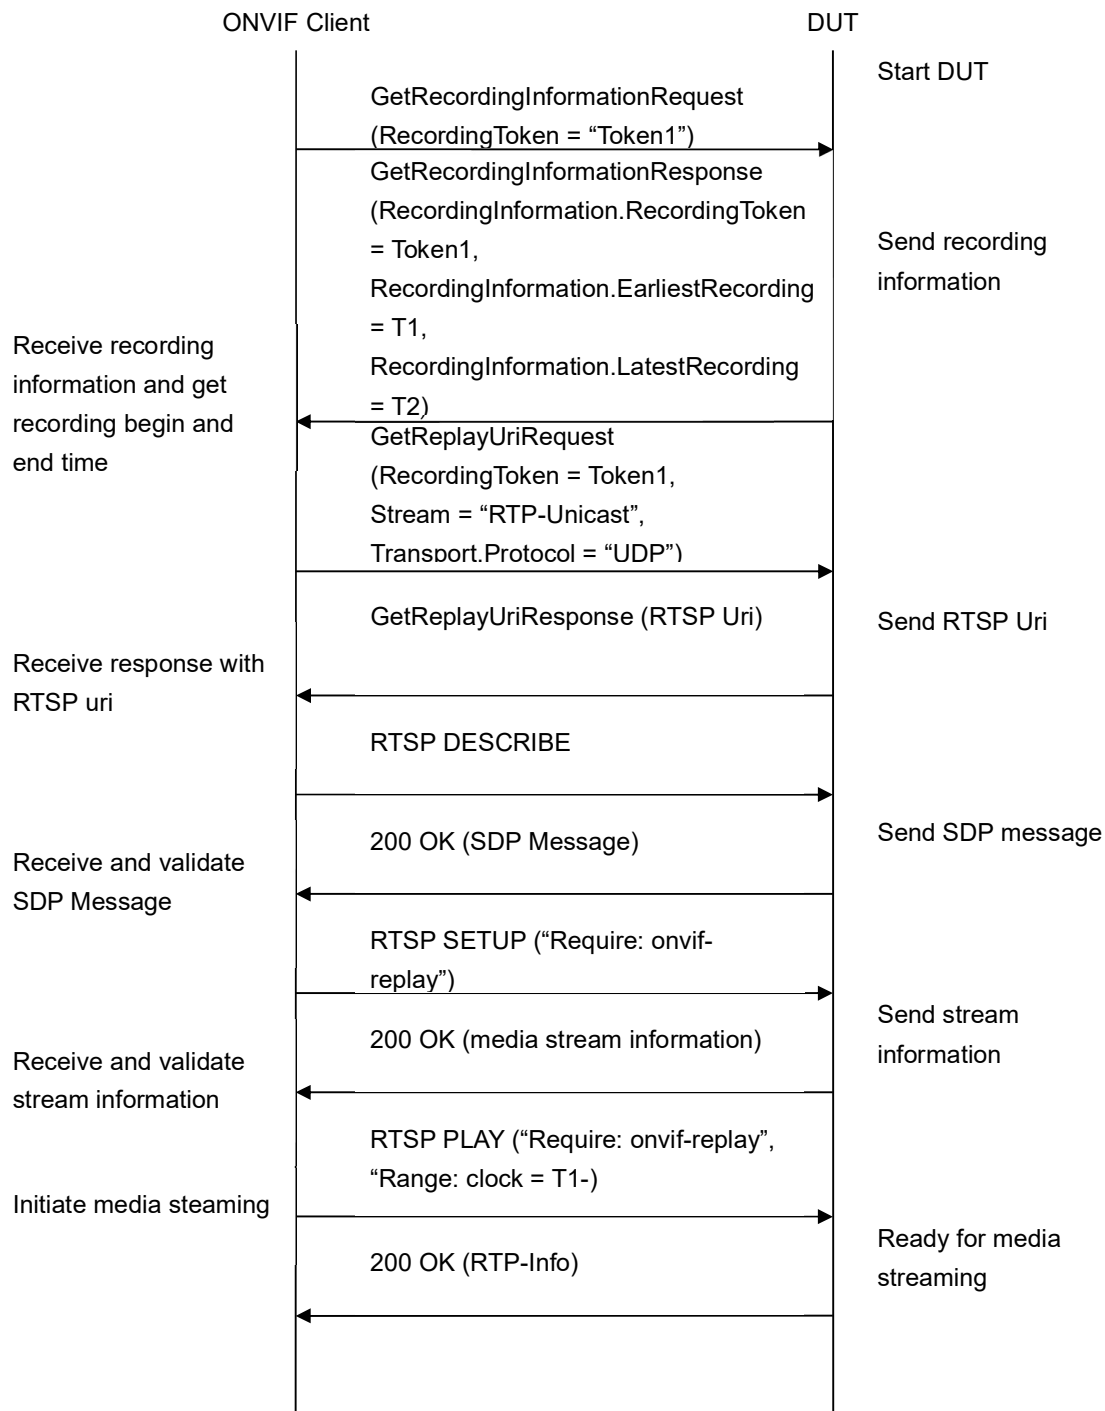 ONVIF Client
DUT
Start DUT
GetRecordingInformationRequest
(RecordingToken = “Token1”)
GetRecordingInformationResponse
(RecordingInformation.RecordingToken
= Token1,
RecordingInformation.EarliestRecording
= T1,
RecordingInformation.LatestRecording
= T2)
Send recording
information
Receive recording
information and get
recording begin and
end time
GetReplayUriRequest
(RecordingToken = Token1,
Stream = “RTP-Unicast”,
Transport.Protocol = “UDP”)
GetReplayUriResponse (RTSP Uri)
Send RTSP Uri
Receive response with
RTSP uri
RTSP DESCRIBE
200 OK (SDP Message)
Send SDP message
Receive and validate
SDP Message
RTSP SETUP (“Require: onvif-
replay”)
200 OK (media stream information)
Send stream
information
Receive and validate
stream information
RTSP PLAY (“Require: onvif-replay”,
“Range: clock = T1-)
Initiate media steaming
200 OK (RTP-Info)
Ready for media
streaming